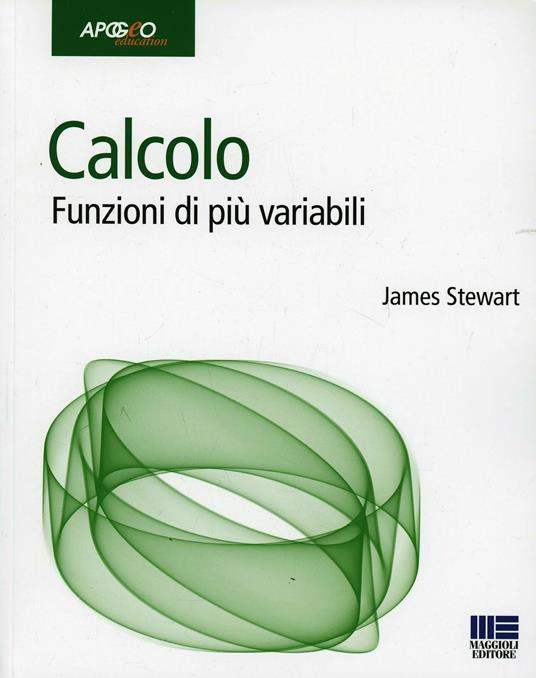 APOGEO
education
Calcolo
Funzioni di più variabili
James Stewart
MAGGIOLI
EDITORE